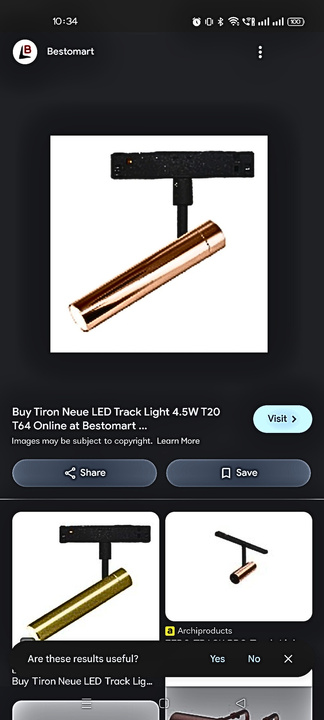 10:34
100
Bestomart
Buy Tiron Neue LED Track Light 4.5W T20
T64 Online at Bestomart ...
Visit
Images may be subject to copyright. Learn More
Share
Save
Archiproducts
Are these results useful?
Yes
No
Buy Tiron Neue LED Track Lig...